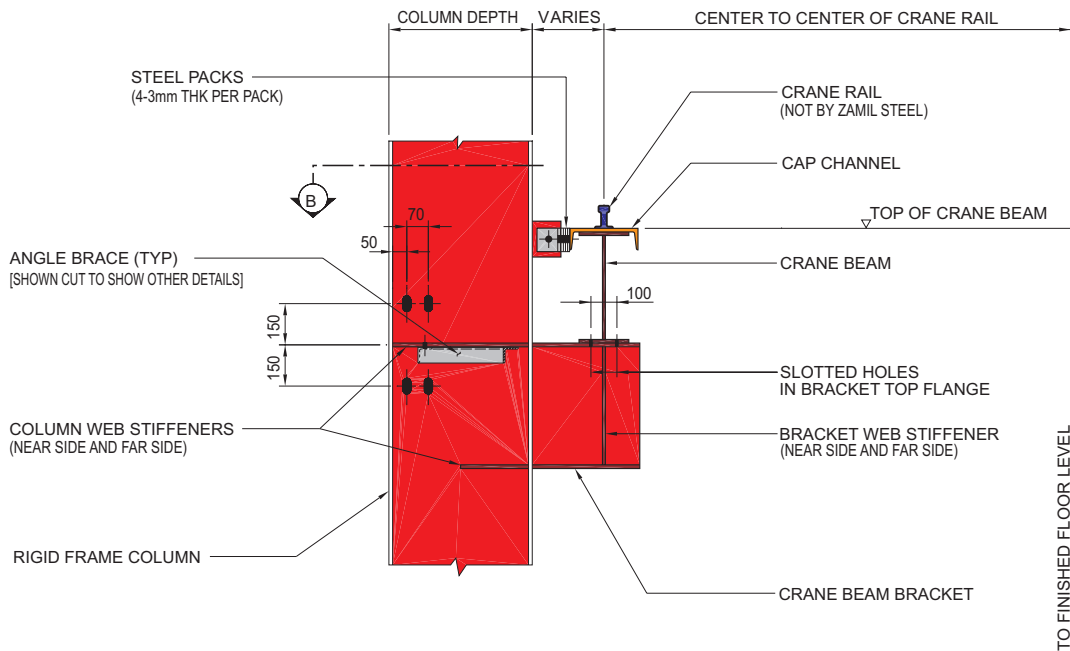 COLUMN DEPTH
VARIES
CENTER TO CENTER OF CRANE RAIL
STEEL PACKS
(4-3mm THK PER PACK)
CRANE RAIL
(NOT BY ZAMIL STEEL)
CAP CHANNEL
B
70
TOP OF CRANE BEAM
50
ANGLE BRACE (TYP)
[SHOWN CUT TO SHOW OTHER DETAILS]
CRANE BEAM
100
150
150
SLOTTED HOLES
IN BRACKET TOP FLANGE
COLUMN WEB STIFFENERS
(NEAR SIDE AND FAR SIDE)
BRACKET WEB STIFFENER
(NEAR SIDE AND FAR SIDE)
TO FINISHED FLOOR LEVEL
RIGID FRAME COLUMN
CRANE BEAM BRACKET